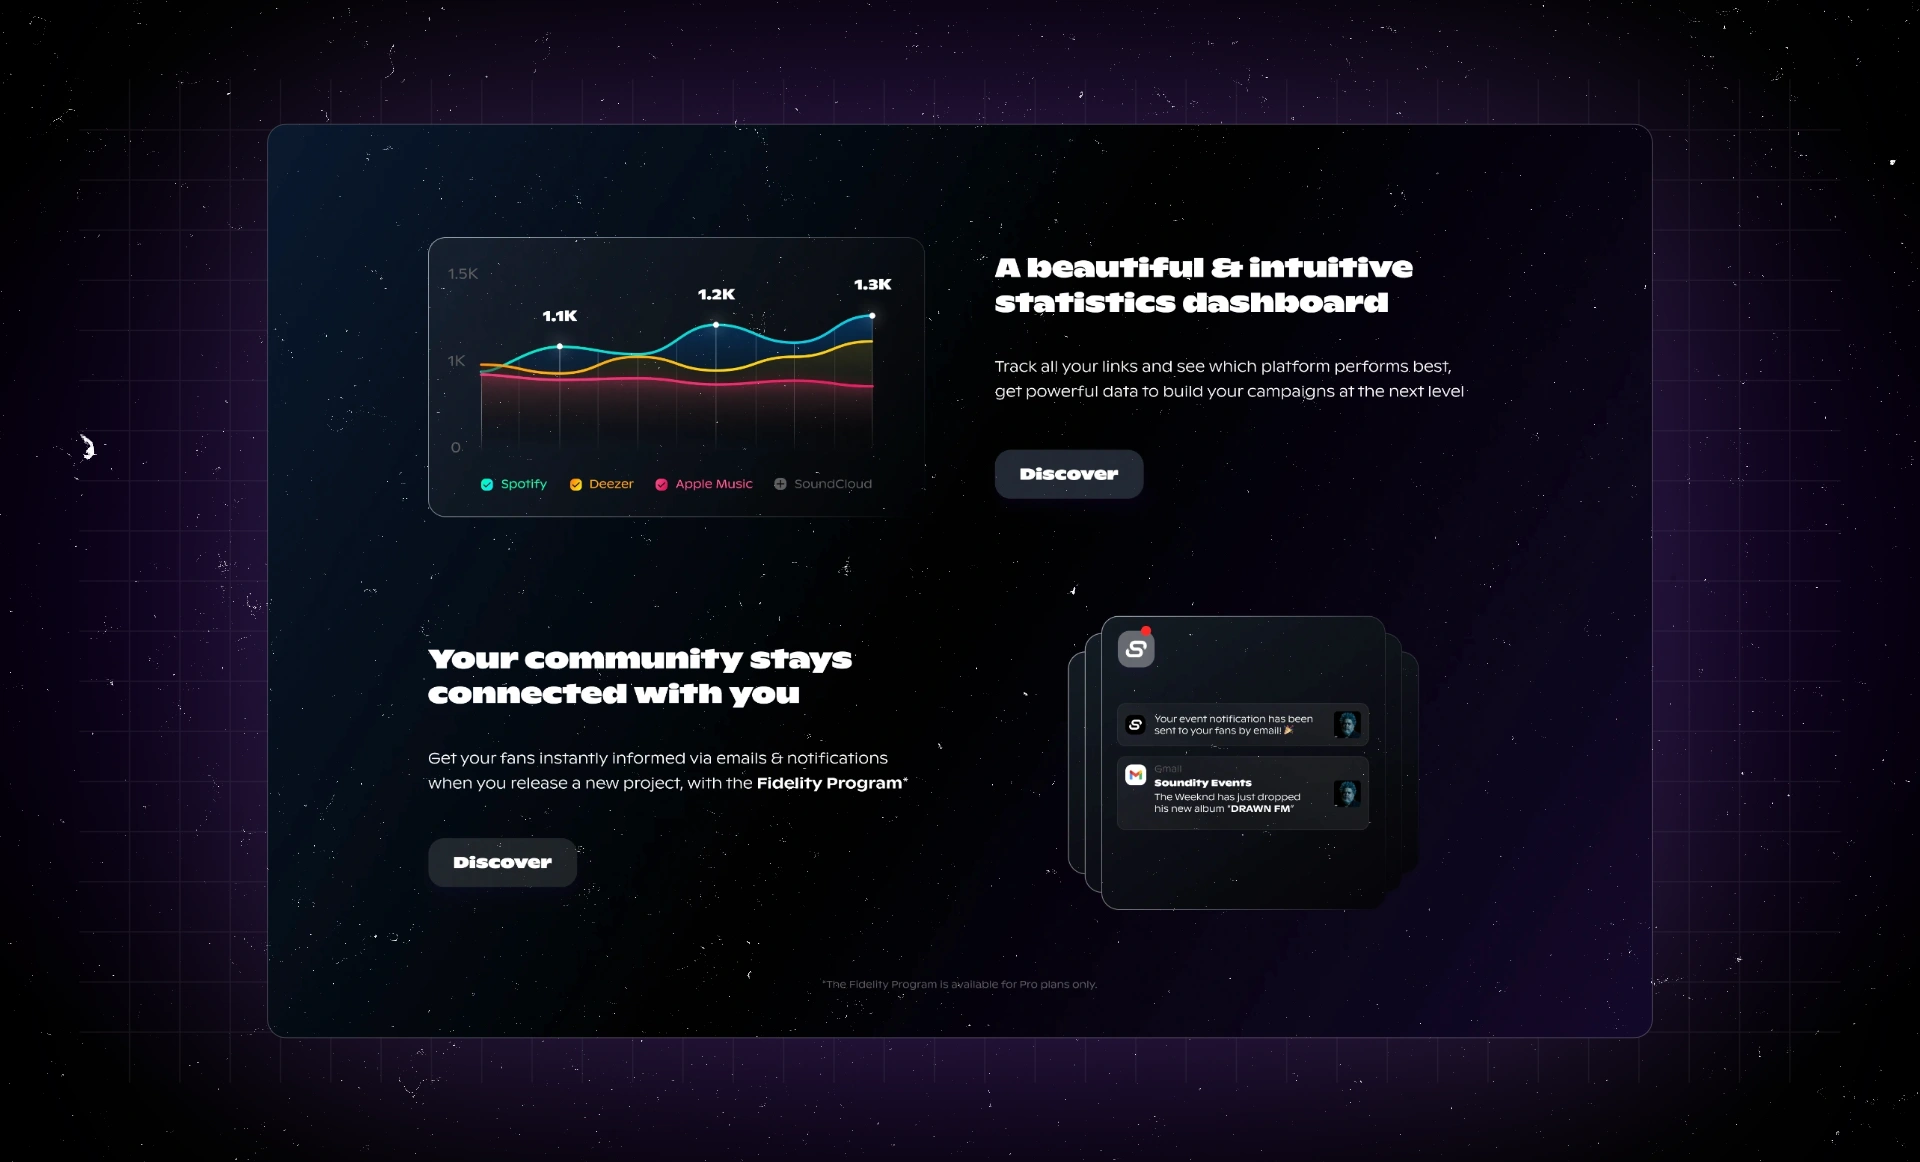 1.5K
1K
0
1.1K
1.2K
1.3K
Spotify
Deezer
Apple Music
SoundCloud
A beautiful & intuitive
statistics dashboard
Track all your links and see which platform performs best,
get powerful data to build your campaigns at the next level
Discover
Your community stays
connected with you
Get your fans instantly informed via emails & notifications
when you release a new project, with the Fidelity Program*
Discover
Your event notification has been
sent to your fans by email! 🎉
Gmail
Soundity Events
The Weeknd has just dropped
his new album "DRAWN FM"
*The Fidelity Program is available for Pro plans only.